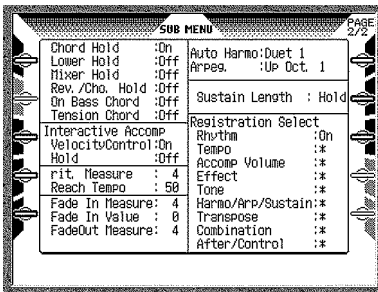 SUB MENU
PAGE 2/2
Chord Hold :On
Lower Hold :Off
Mixer Hold :Off
Rev./Cho. Hold :Off
On Bass Chord :Off
Tension Chord :Off
Interactive Accomp
VelocityControl:On
Hold :Off
rit. Measure : 4
Reach Tempo : 50
Fade In Measure: 4
Fade In Value : 0
FadeOut Measure: 4
Auto Harmo:Duet 1
Arpeg. :Up Oct. 1
Sustain Length : Hold
Registration Select
Rhythm :On
Tempo :*
Accomp Volume :*
Effect :*
Tone :*
Harmo/Arp/Sustain:*
Transpose :*
Combination :*
After/Control :*